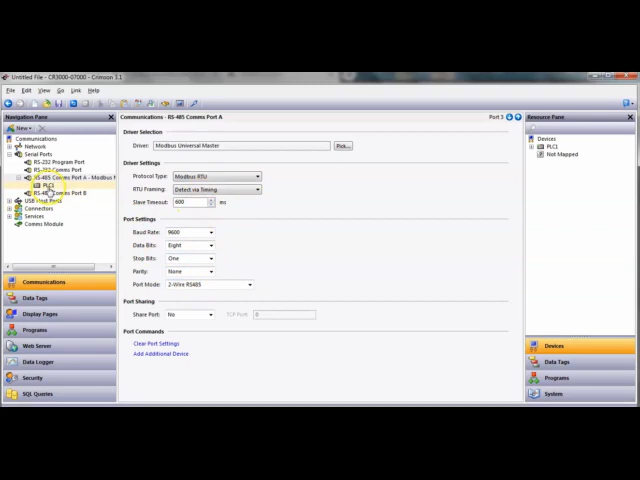 Untitled File - CR3000-07000 - Crimson 3.1
File Edit View Go Link Help
Navigation Pane
New
Communications
Network
Serial Ports
RS-232 Program Port
RS-232 Comms Port
RS-485 Comms Port A - Modbus
PLC1
RS-485 Comms Port B
USB Host Ports
Connectors
Services
Comms Module
Communications
Data Tags
Display Pages
Programs
Web Server
Data Logger
Security
SQL Queries
Communications - RS-485 Comms Port A
Port 3
Driver Selection
Driver: Modbus Universal Master Pick...
Driver Settings
Protocol Type: Modbus RTU
RTU Framing: Detect via Timing
Slave Timeout: 600 ms
Port Settings
Baud Rate: 9600
Data Bits: Eight
Stop Bits: One
Parity: None
Port Mode: 2-Wire RS485
Port Sharing
Share Port: No TCP Port: 0
Port Commands
Clear Port Settings
Add Additional Device
Resource Pane
Devices
PLC1
Not Mapped
Devices
Data Tags
Programs
System